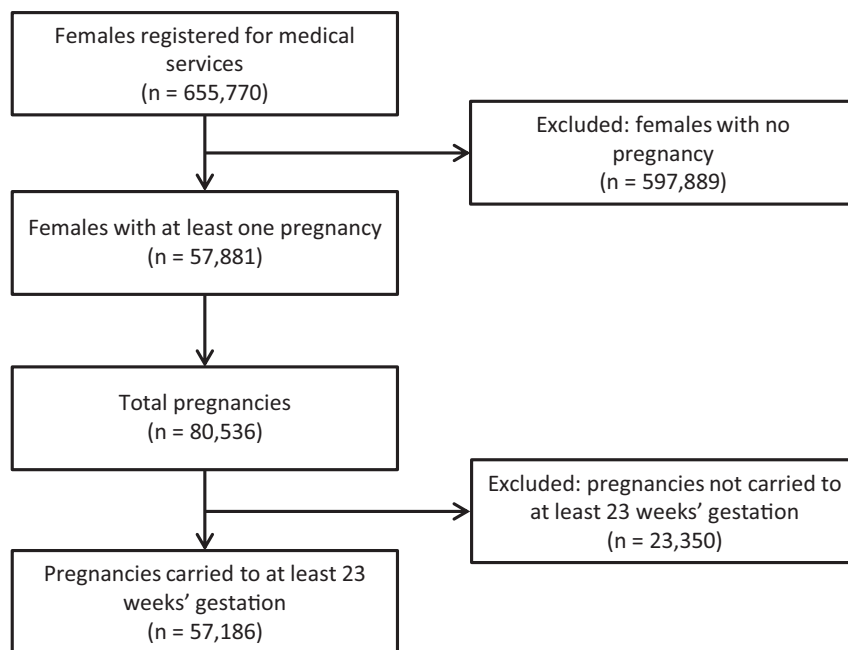 Females registered for medical
services
(n = 655,770)
Excluded: females with no
pregnancy
(n = 597,889)
Females with at least one pregnancy
(n = 57,881)
Total pregnancies
(n = 80,536)
Excluded: pregnancies not carried to
at least 23 weeks’ gestation
(n = 23,350)
Pregnancies carried to at least 23
weeks’ gestation
(n = 57,186)